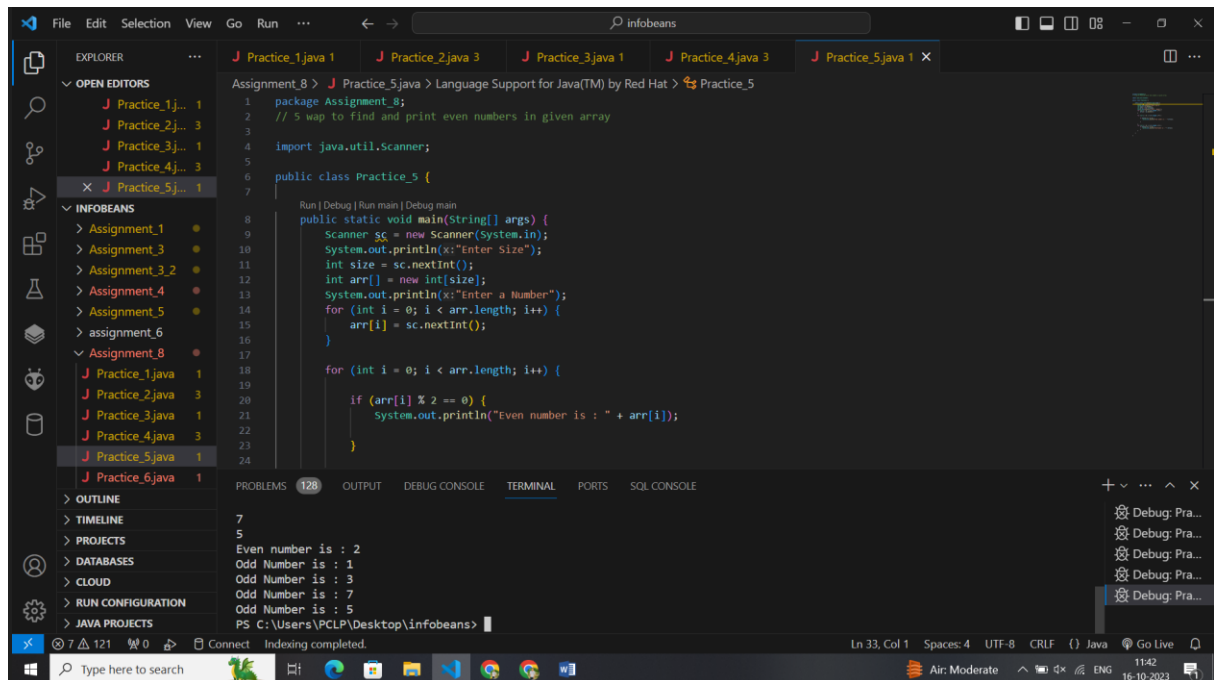 File Edit Selection View Go Run ... infobeans
EXPLORER ...
OPEN EDITORS
J Practice_1.j... 1
J Practice_2.j... 3
J Practice_3.j... 1
J Practice_4.j... 3
J Practice_5.j... 1
INFOBEANS
Assignment_1
Assignment_3
Assignment_3_2
Assignment_4
Assignment_5
assignment_6
Assignment_8
J Practice_1.java 1
J Practice_2.java 3
J Practice_3.java 1
J Practice_4.java 3
J Practice_5.java 1
J Practice_6.java 1
OUTLINE
TIMELINE
PROJECTS
DATABASES
CLOUD
RUN CONFIGURATION
JAVA PROJECTS
J Practice_1.java 1 J Practice_2.java 3 J Practice_3.java 1 J Practice_4.java 3 J Practice_5.java 1 ...
Assignment_8 > J Practice_5.java > Language Support for Java(TM) by Red Hat > Practice_5
1 package Assignment_8;
2 // 5 wap to find and print even numbers in given array
3
4 import java.util.Scanner;
5
6 public class Practice_5 {
7
Run | Debug | Run main | Debug main
8 public static void main(String[] args) {
9 Scanner sc = new Scanner(System.in);
10 System.out.println(x:"Enter Size");
11 int size = sc.nextInt();
12 int arr[] = new int[size];
13 System.out.println(x:"Enter a Number");
14 for (int i = 0; i < arr.length; i++) {
15 arr[i] = sc.nextInt();
16 }
17
18 for (int i = 0; i < arr.length; i++) {
19
20 if (arr[i] % 2 == 0) {
21 System.out.println("Even number is : " + arr[i]);
22
23 }
24
PROBLEMS 128 OUTPUT DEBUG CONSOLE TERMINAL PORTS SQL CONSOLE
7
5
Even number is : 2
Odd Number is : 1
Odd Number is : 3
Odd Number is : 7
Odd Number is : 5
PS C:\Users\PCLP\Desktop\infobeans>
Debug: Pra...
Debug: Pra...
Debug: Pra...
Debug: Pra...
Debug: Pra...
7 121 0 Connect Indexing completed. Ln 33, Col 1 Spaces: 4 UTF-8 CRLF {} Java Go Live
Type here to search Air: Moderate ENG 11:42
16-10-2023